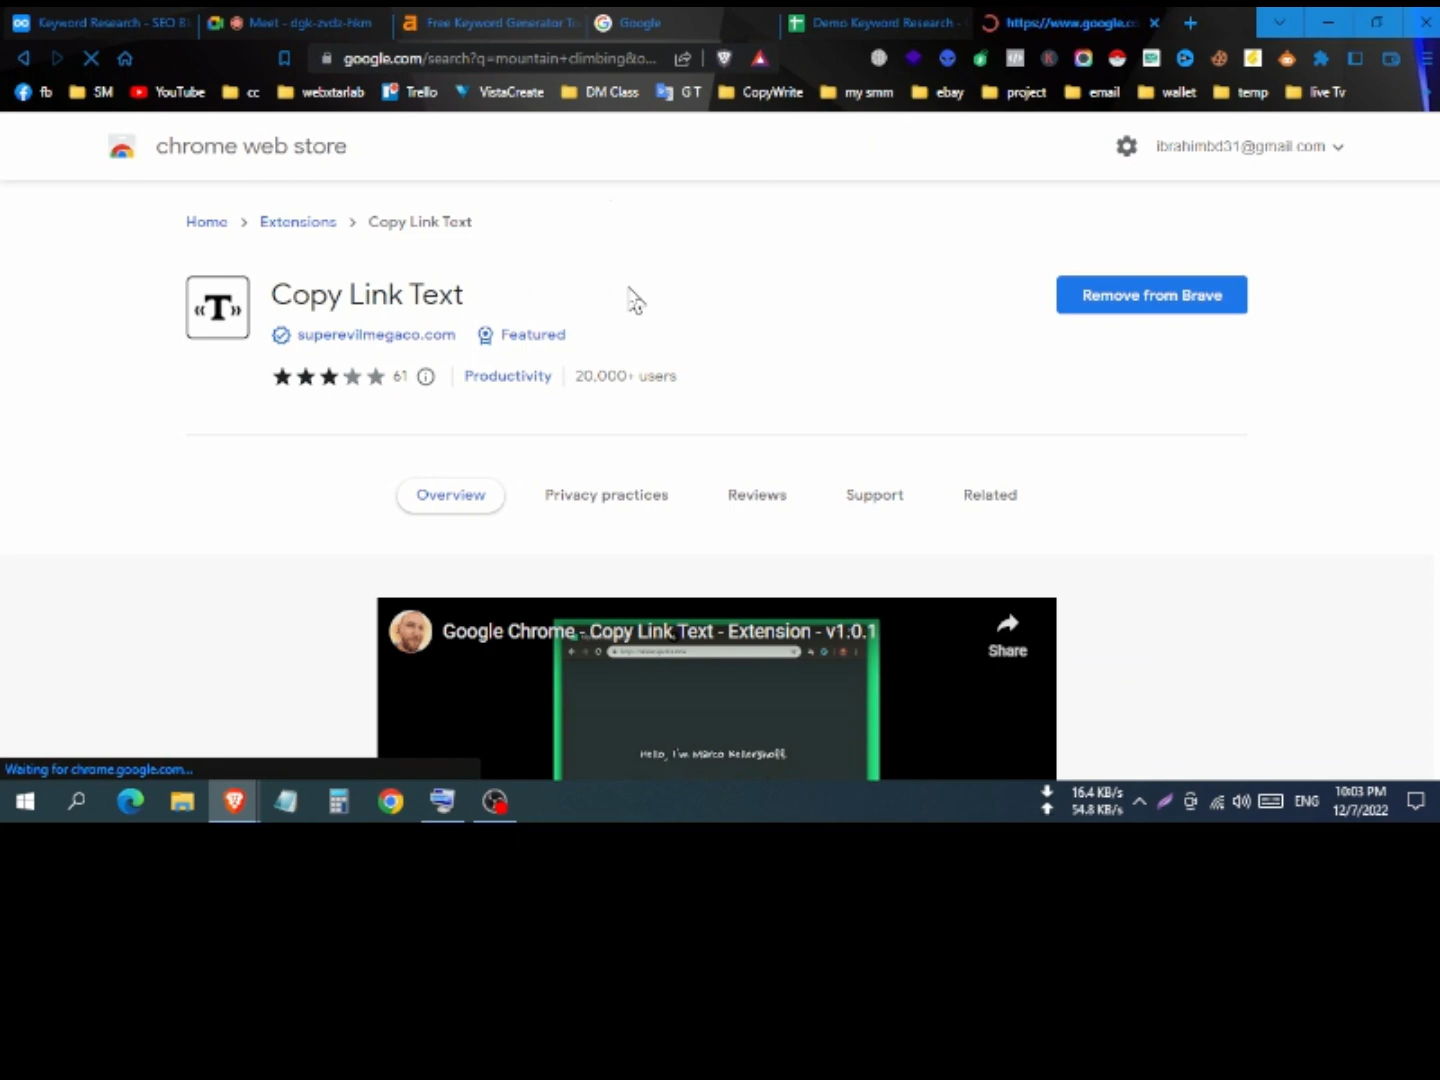 Keyword Research - SEO B
Meet - dgk-zvdz-hkm
Free Keyword Generator To
Google
Demo Keyword Research -
https://www.google.co
google.com/search?q=mountain+climbing&o...
fb
SM
YouTube
cc
webxtarlab
Trello
VistaCreate
DM Class
G T
CopyWrite
my smm
ebay
project
email
wallet
temp
live Tv
chrome web store
ibrahimbd31@gmail.com
Home > Extensions > Copy Link Text
«T»
Copy Link Text
Remove from Brave
superevilmegaco.com
Featured
61
Productivity
20,000+ users
Overview
Privacy practices
Reviews
Support
Related
Google Chrome - Copy Link Text - Extension - v1.0.1
Share
Hello, I'm Marco Kellershoff.
Waiting for chrome.google.com...
16.4 KB/s
54.8 KB/s
ENG
10:03 PM
12/7/2022